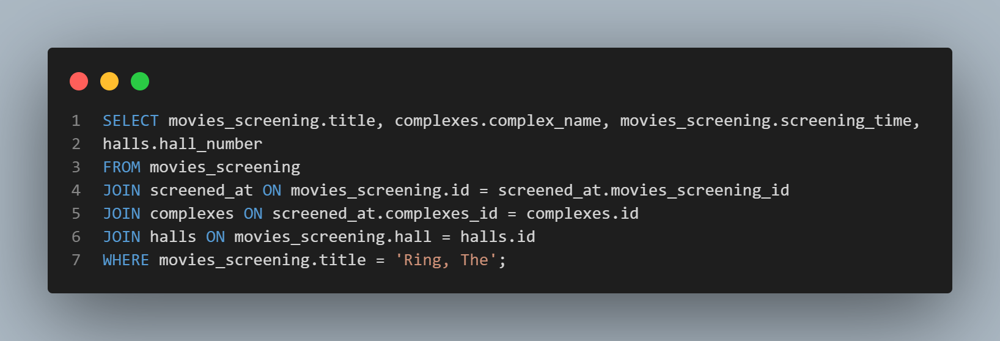 1 SELECT movies_screening.title, complexes.complex_name, movies_screening.screening_time,
2 halls.hall_number
3 FROM movies_screening
4 JOIN screened_at ON movies_screening.id = screened_at.movies_screening_id
5 JOIN complexes ON screened_at.complexes_id = complexes.id
6 JOIN halls ON movies_screening.hall = halls.id
7 WHERE movies_screening.title = 'Ring, The';